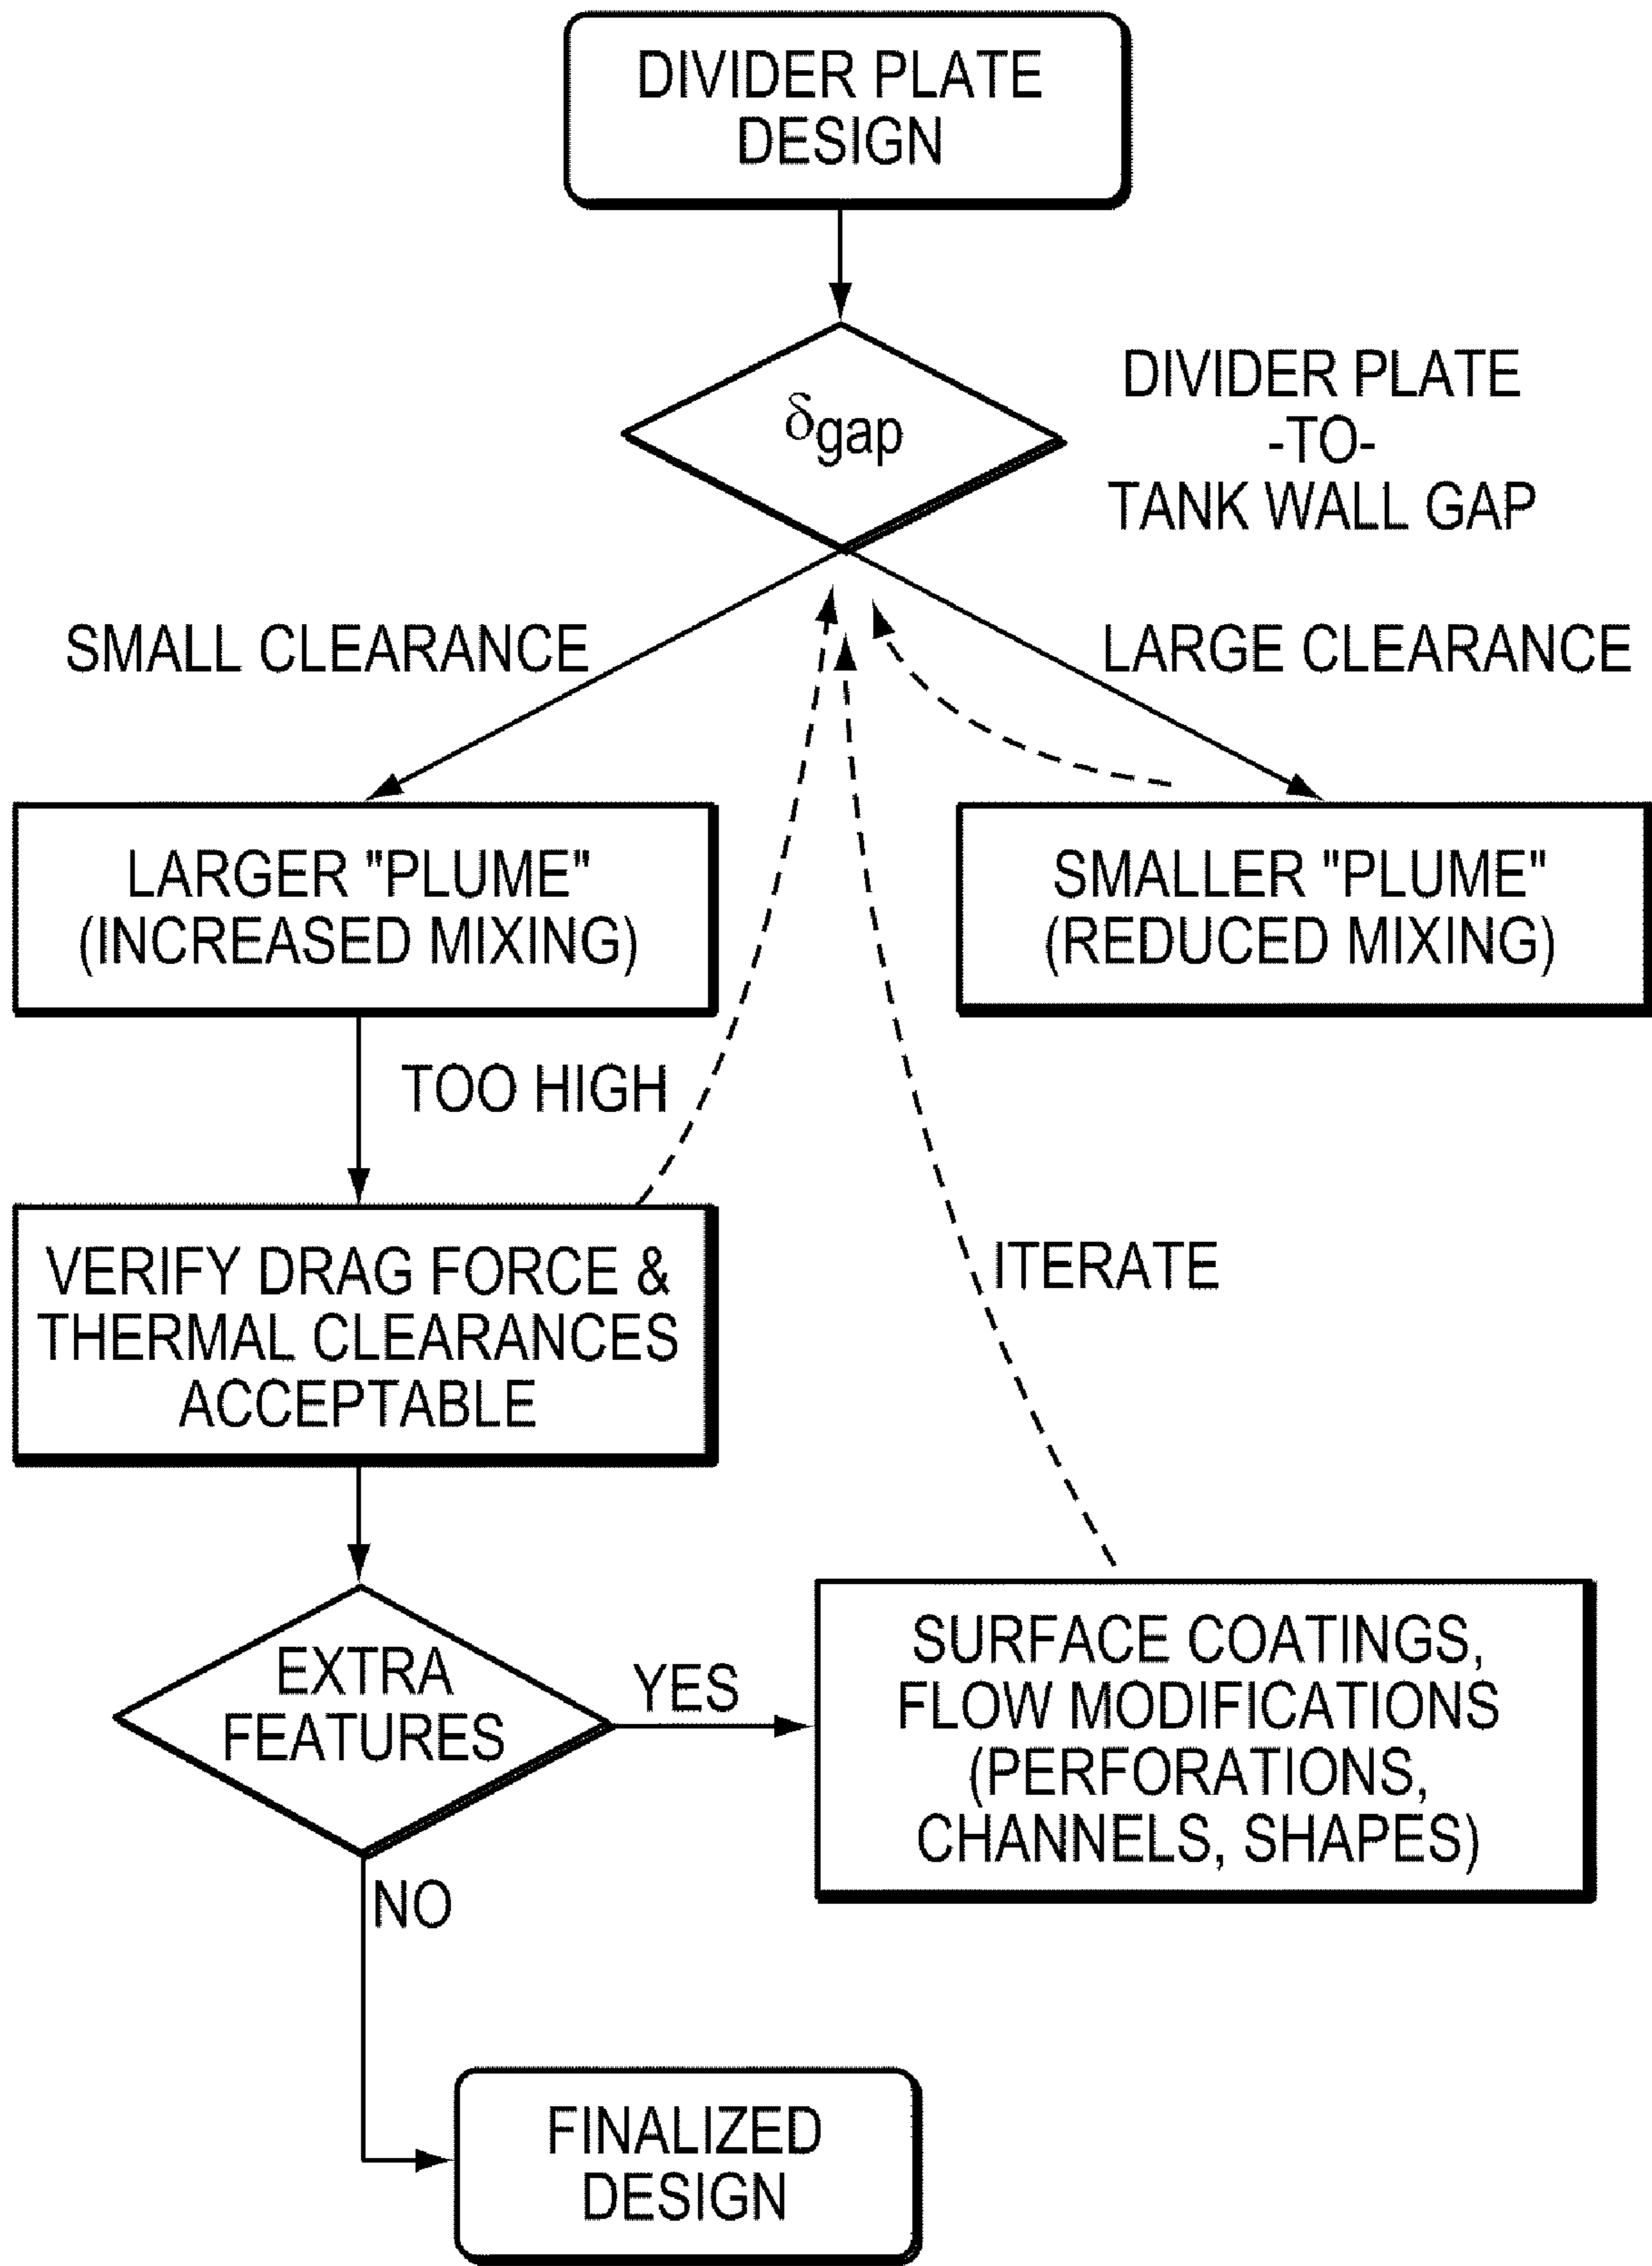 DIVIDER PLATE
DESIGN
δgap
DIVIDER PLATE
-TO-
TANK WALL GAP
SMALL CLEARANCE
LARGE CLEARANCE
LARGER "PLUME"
(INCREASED MIXING)
SMALLER "PLUME"
(REDUCED MIXING)
TOO HIGH
VERIFY DRAG FORCE &
THERMAL CLEARANCES
ACCEPTABLE
ITERATE
EXTRA
FEATURES
YES
SURFACE COATINGS,
FLOW MODIFICATIONS
(PERFORATIONS,
CHANNELS, SHAPES)
NO
FINALIZED
DESIGN